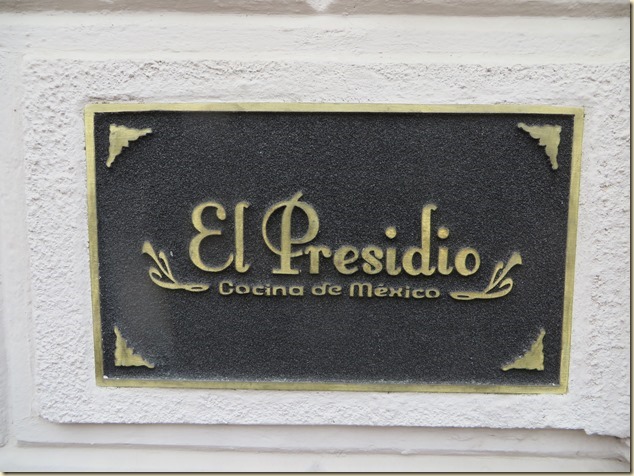 El Presidio
Cocina de México